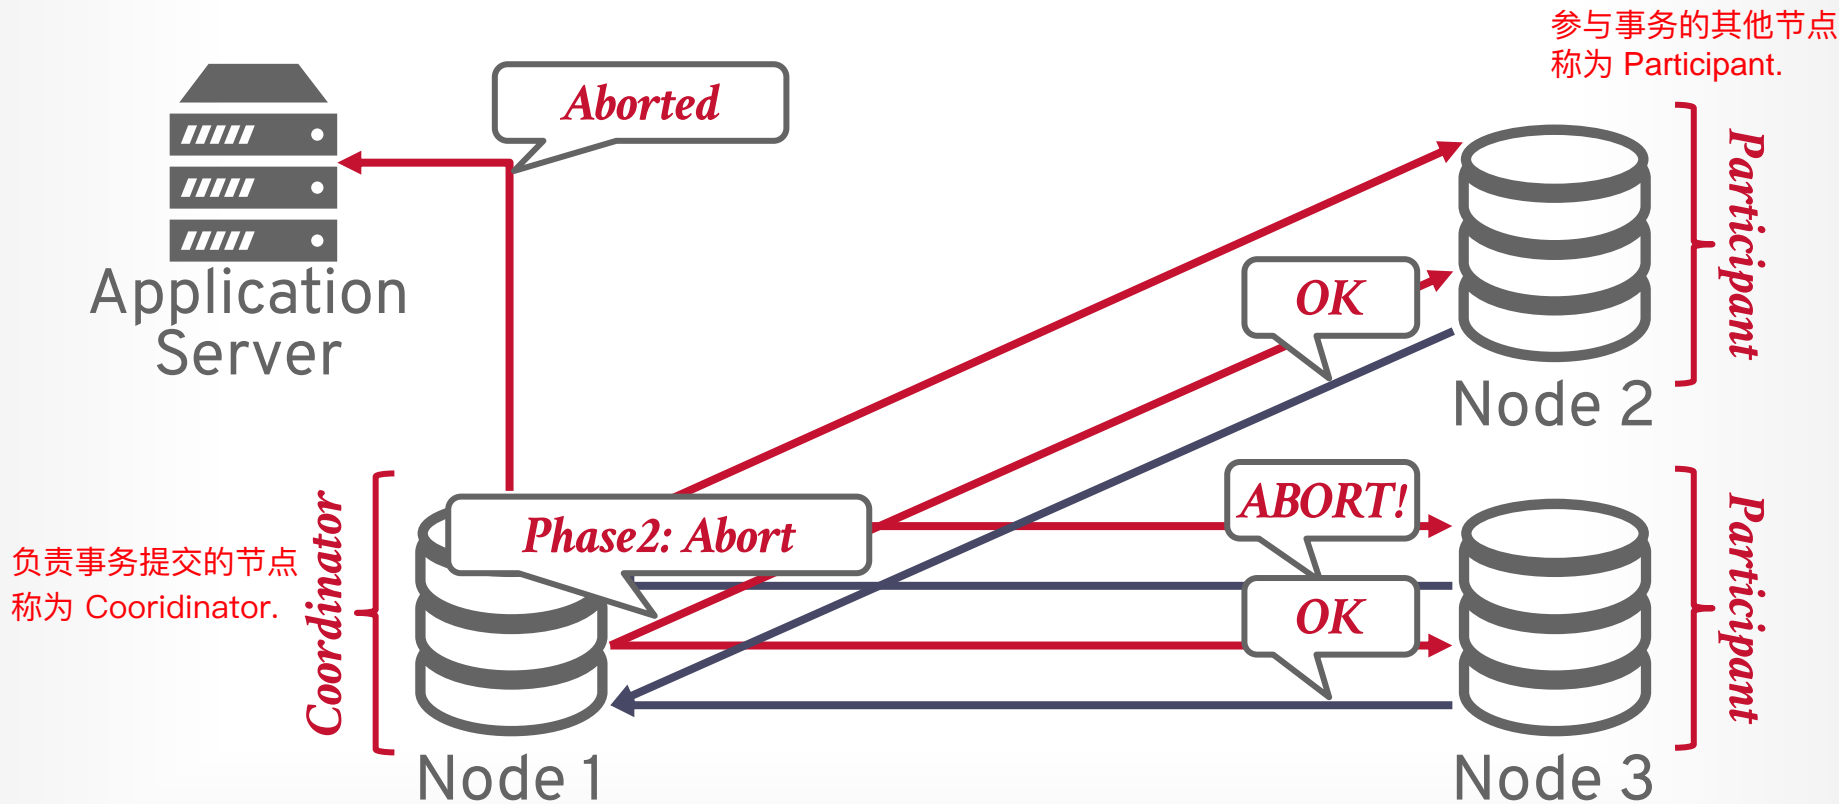 参与事务的其他节点
称为 Participant.
Aborted
Application
Server
Participant
OK
Node 2
ABORT!
Phase2: Abort
负责事务提交的节点
称为 Cooridinator.
Coordinator
OK
Participant
Node 1
Node 3